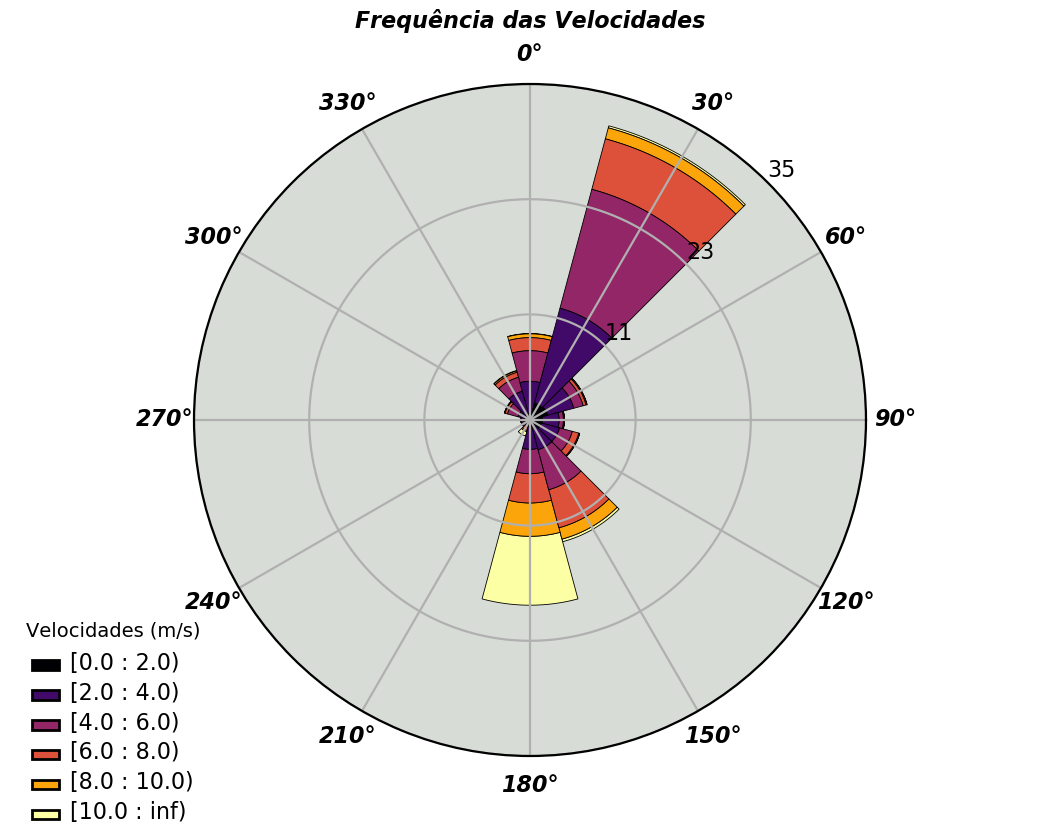 Frequência das Velocidades
0°
330°
30°
35
300°
60°
23
11
270°
90°
240°
120°
210°
150°
180°
Velocidades (m/s)
[0.0 : 2.0)
[2.0 : 4.0)
[4.0 : 6.0)
[6.0 : 8.0)
[8.0 : 10.0)
[10.0 : inf)